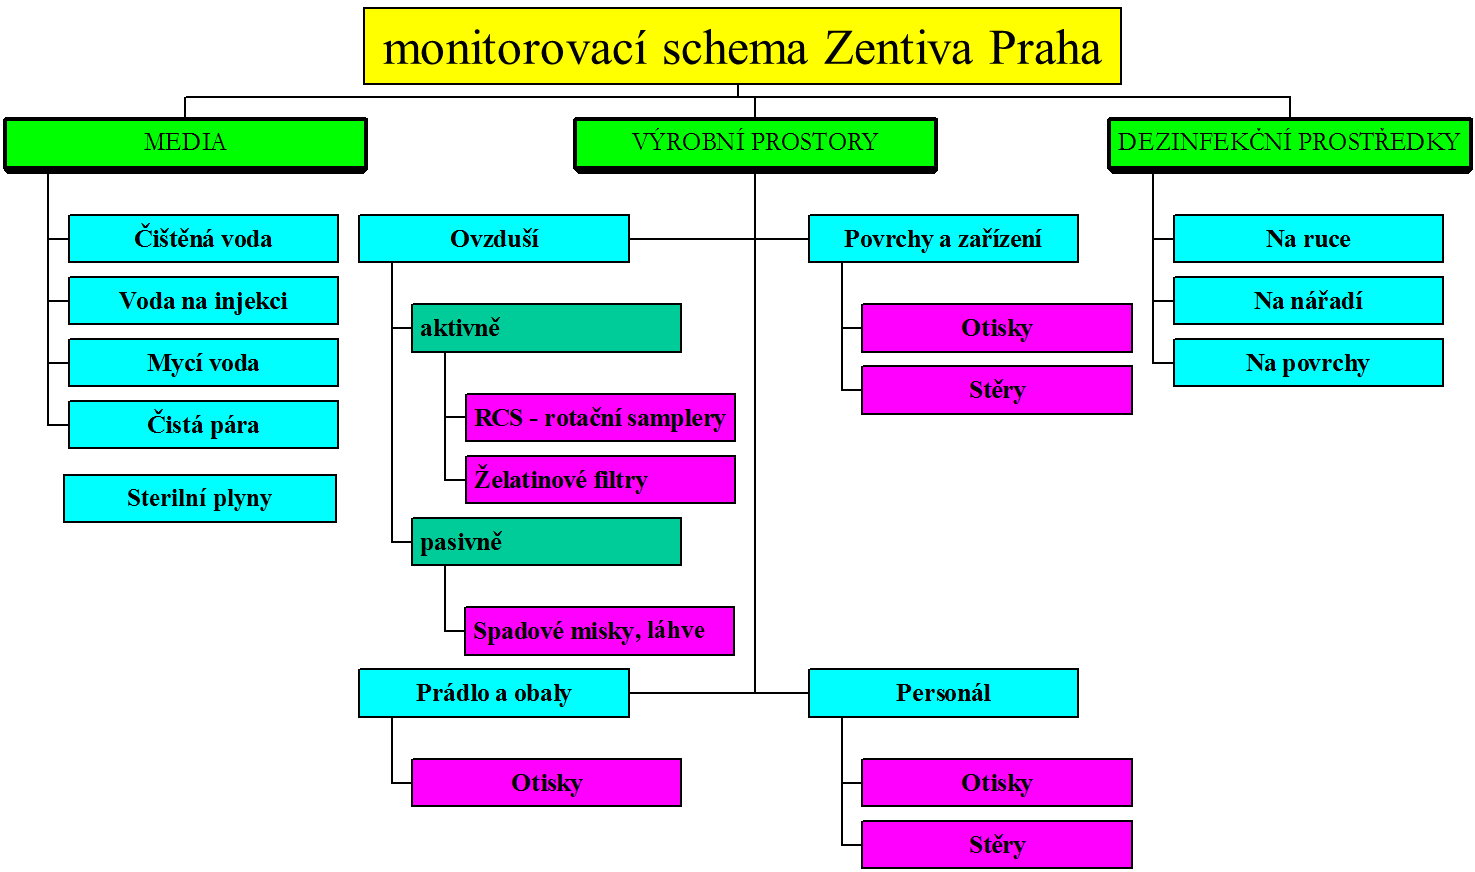 monitorovací schema Zentiva Praha
MEDIA
Čištěná voda
Voda na injekci
Mycí voda
Čistá pára
Sterilní plyny
VÝROBNÍ PROSTORY
Ovzduší
aktivně
RCS - rotační samplery
Želatinové filtry
pasivně
Spadové misky, láhve
Povrchy a zařízení
Otisky
Stěry
Prádlo a obaly
Otisky
Personál
Otisky
Stěry
DEZINFEKČNÍ PROSTŘEDKY
Na ruce
Na nářadí
Na povrchy